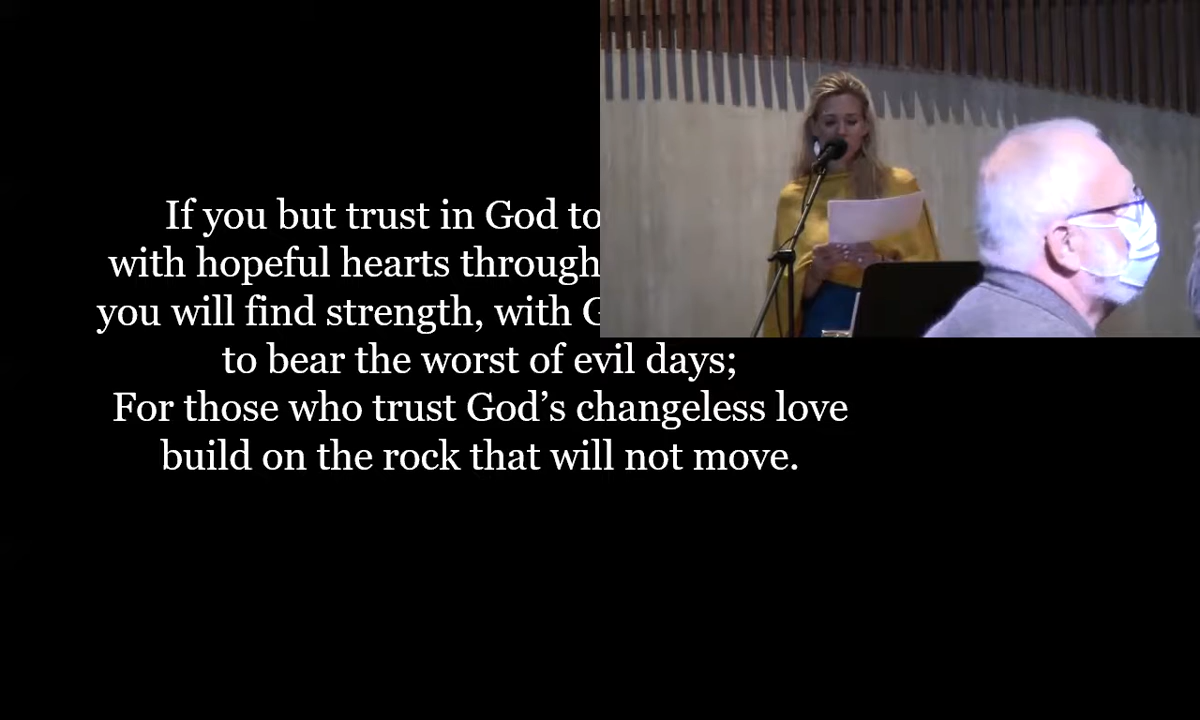 If you but trust in God to
with hopeful hearts through
you will find strength, with
to bear the worst of evil days;
For those who trust God’s changeless love
build on the rock that will not move.